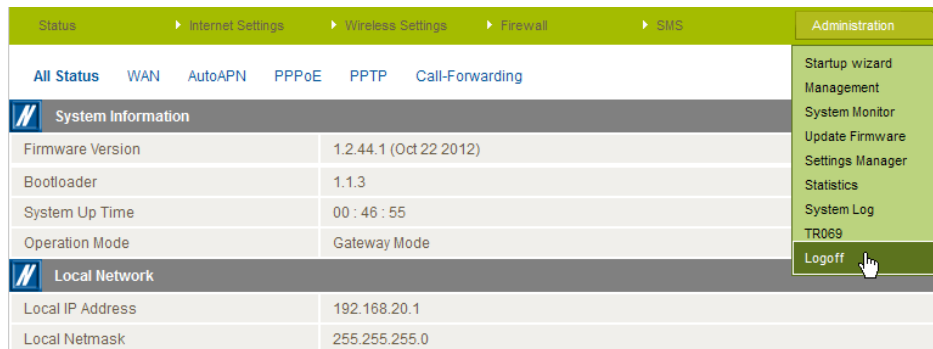 Status Internet Settings Wireless Settings Firewall SMS Administration
All Status WAN AutoAPN PPPoE PPTP Call-Forwarding
Startup wizard
Management
System Monitor
Update Firmware
Settings Manager
Statistics
System Log
TR069
Logoff
System Information
Firmware Version 1.2.44.1 (Oct 22 2012)
Bootloader 1.1.3
System Up Time 00 : 46 : 55
Operation Mode Gateway Mode
Local Network
Local IP Address 192.168.20.1
Local Netmask 255.255.255.0